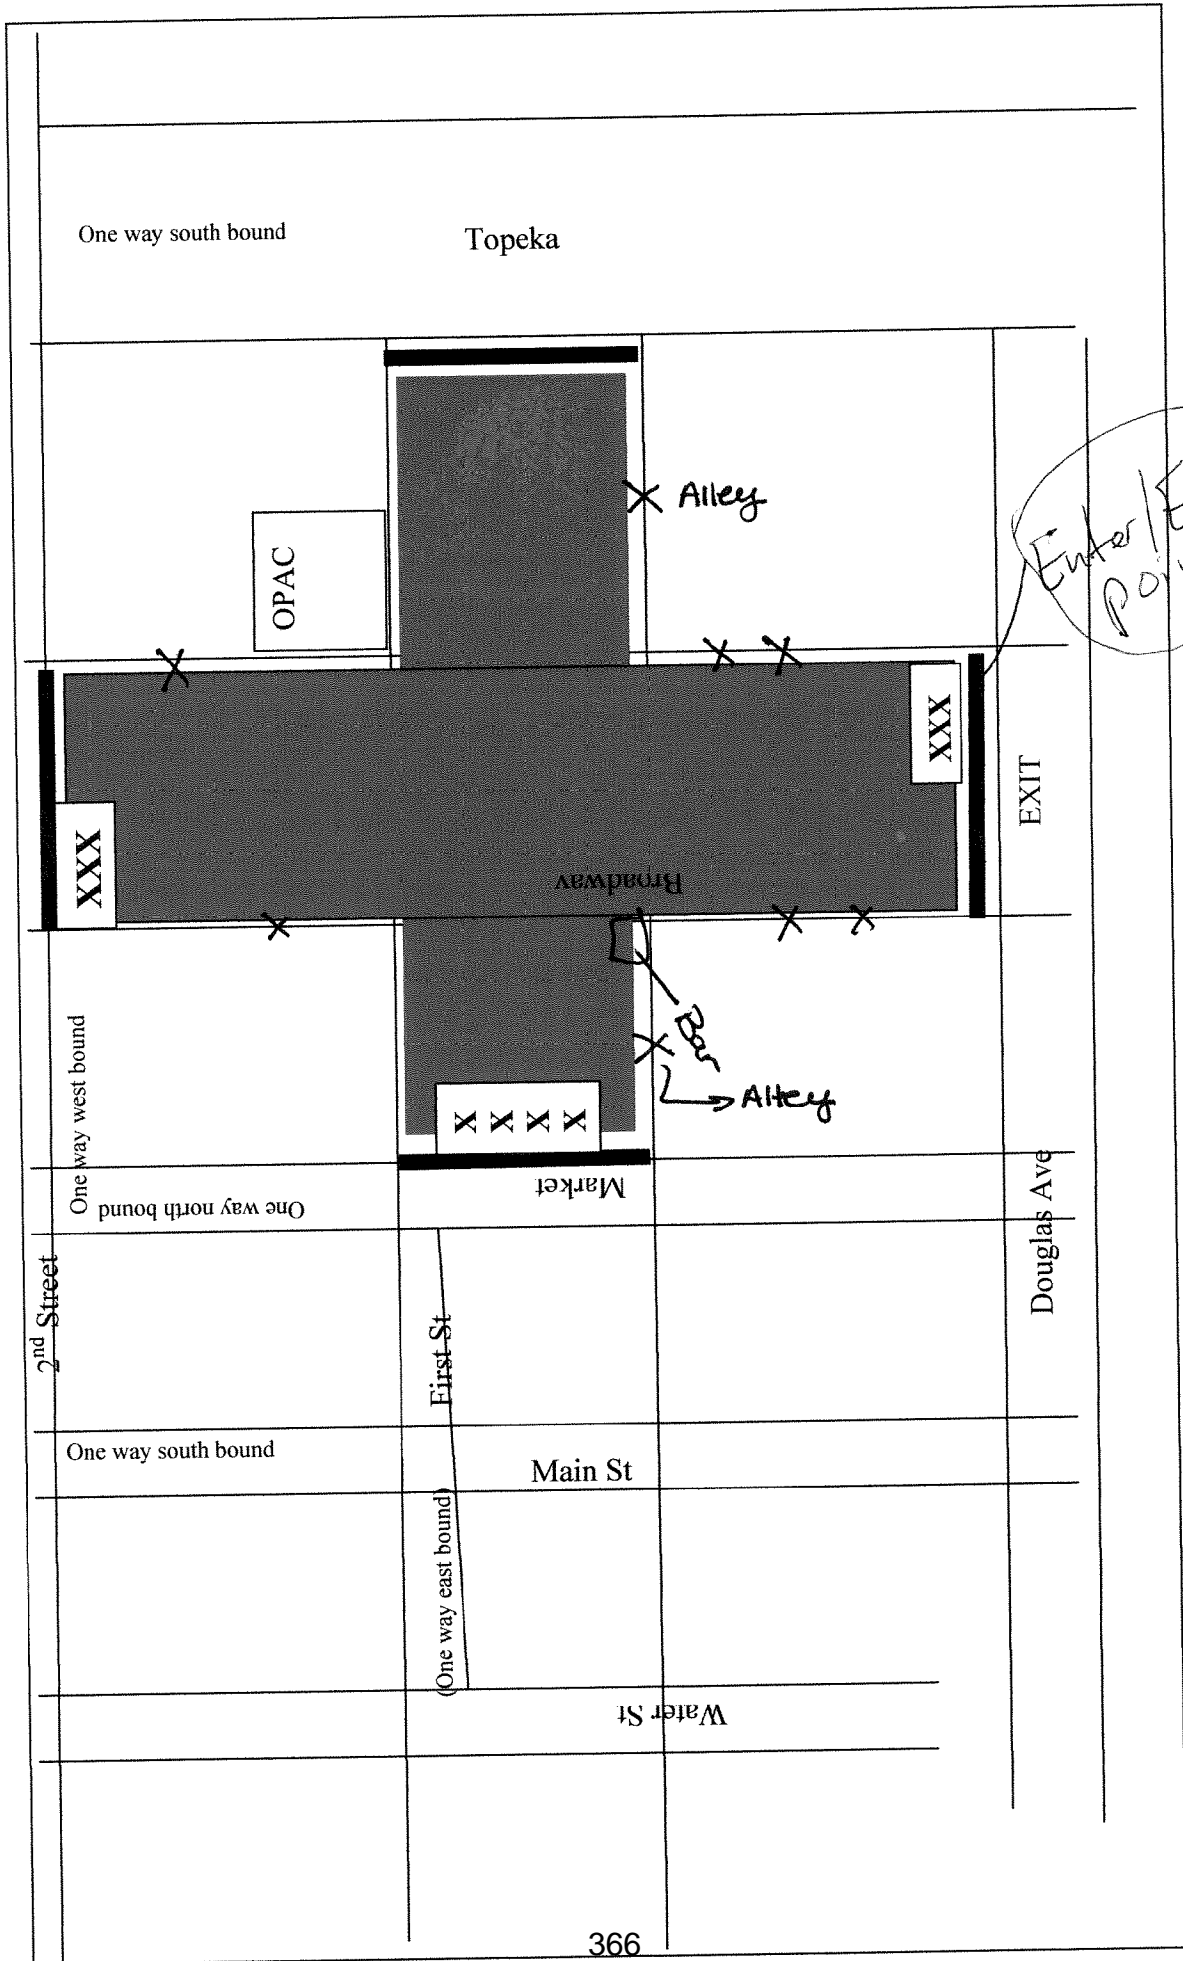 One way south bound
Topeka
X Alley
OPAC
Enter/E
X
X X
XXX
XXX
EXIT
Broadway
X
X X
Bar
X
Alley
X X X X
One way west bound
Market
One way north bound
Douglas Ave
2nd Street
First St
One way south bound
Main St
(One way east bound)
Water St
366